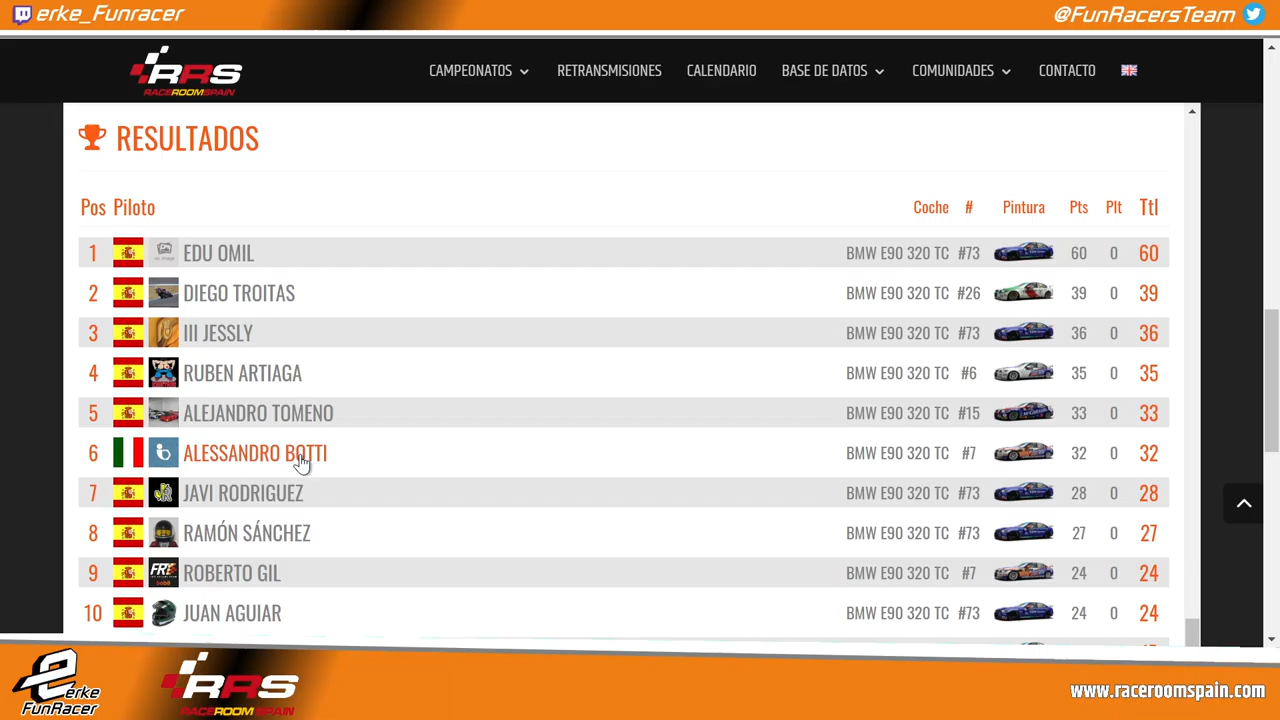 erke_Funracer
@FunRacersTeam
RRS
RACEROOMSPAIN
CAMPEONATOS RETRANSMISIONES CALENDARIO BASE DE DATOS COMUNIDADES CONTACTO
RESULTADOS
Pos Piloto Coche # Pintura Pts Plt Ttl
1 EDU OMIL BMW E90 320 TC #73 60 0 60
2 DIEGO TROITAS BMW E90 320 TC #26 39 0 39
3 III JESSLY BMW E90 320 TC #73 36 0 36
4 RUBEN ARTIAGA BMW E90 320 TC #6 35 0 35
5 ALEJANDRO TOMENO BMW E90 320 TC #15 33 0 33
6 ALESSANDRO BOTTI BMW E90 320 TC #7 32 0 32
7 JAVI RODRIGUEZ BMW E90 320 TC #73 28 0 28
8 RAMÓN SÁNCHEZ BMW E90 320 TC #73 27 0 27
9 ROBERTO GIL BMW E90 320 TC #7 24 0 24
10 JUAN AGUIAR BMW E90 320 TC #73 24 0 24
erke
FunRacer
RRS
RACEROOM SPAIN
www.raceroomspain.com